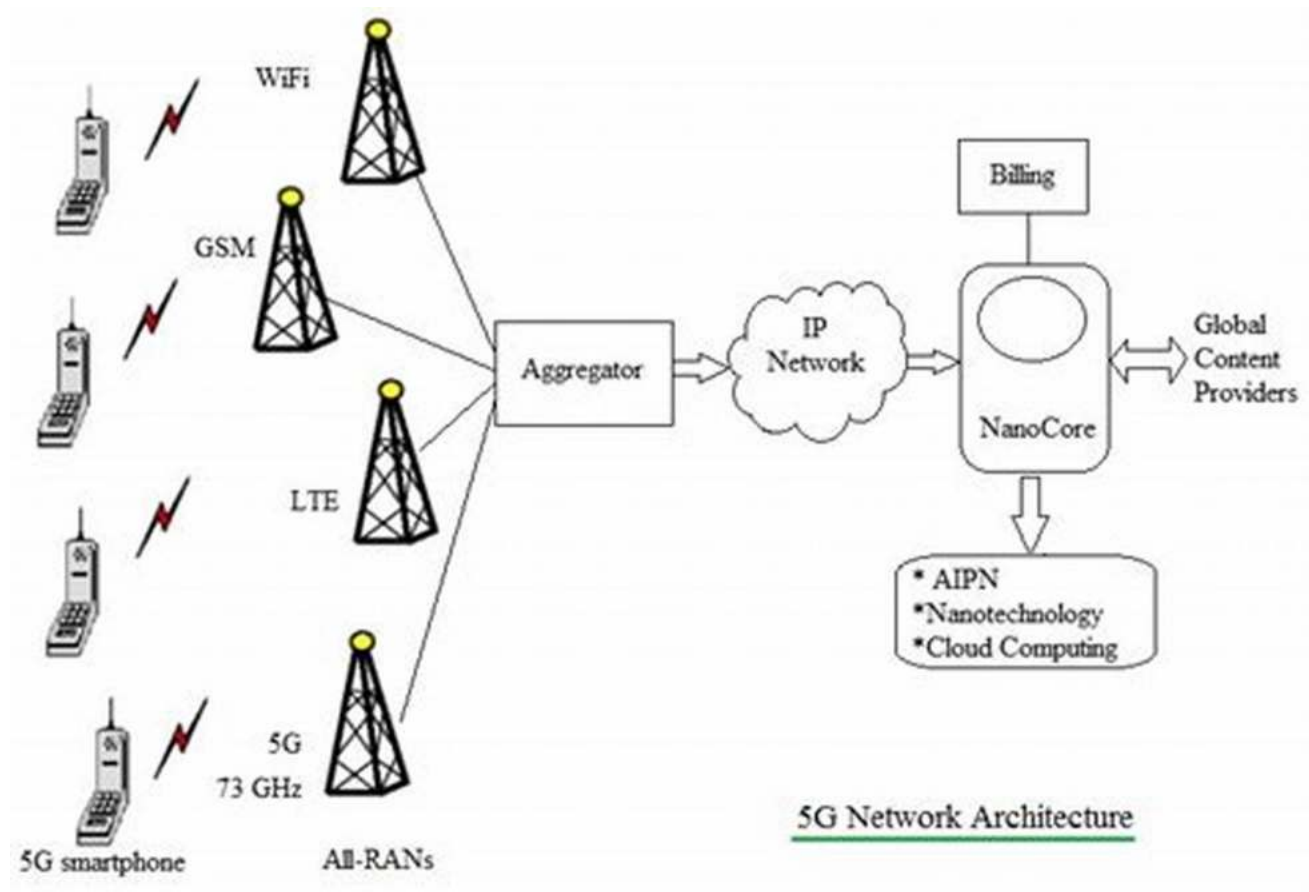 WiFi
GSM
LTE
5G
73 GHz
5G smartphone
All-RANs
Aggregator
IP
Network
Billing
NanoCore
Global
Content
Providers
* AIPN
*Nanotechnology
*Cloud Computing
5G Network Architecture